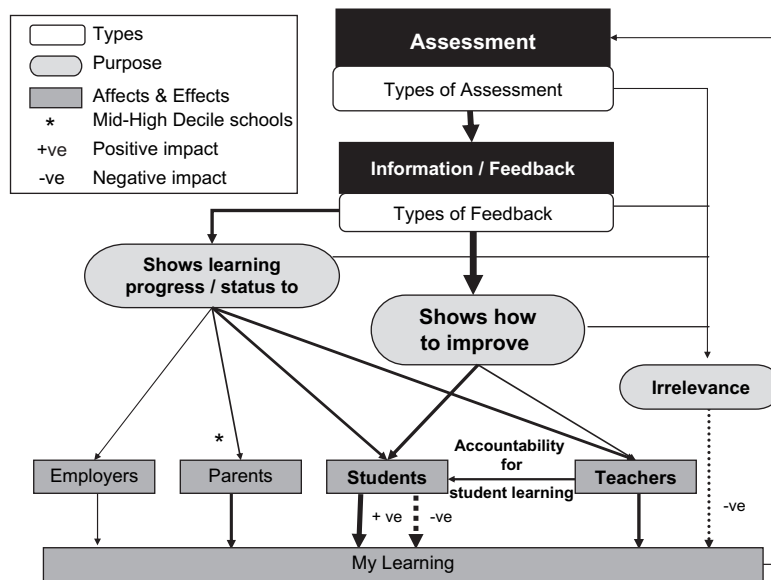 Types
Purpose
Affects & Effects
* Mid-High Decile schools
+ve Positive impact
-ve Negative impact
Assessment
Types of Assessment
Information / Feedback
Types of Feedback
Shows learning
progress / status to
Shows how
to improve
Irrelevance
*
Employers
Parents
Students
Accountability
for
student learning
Teachers
+ ve
-ve
-ve
My Learning